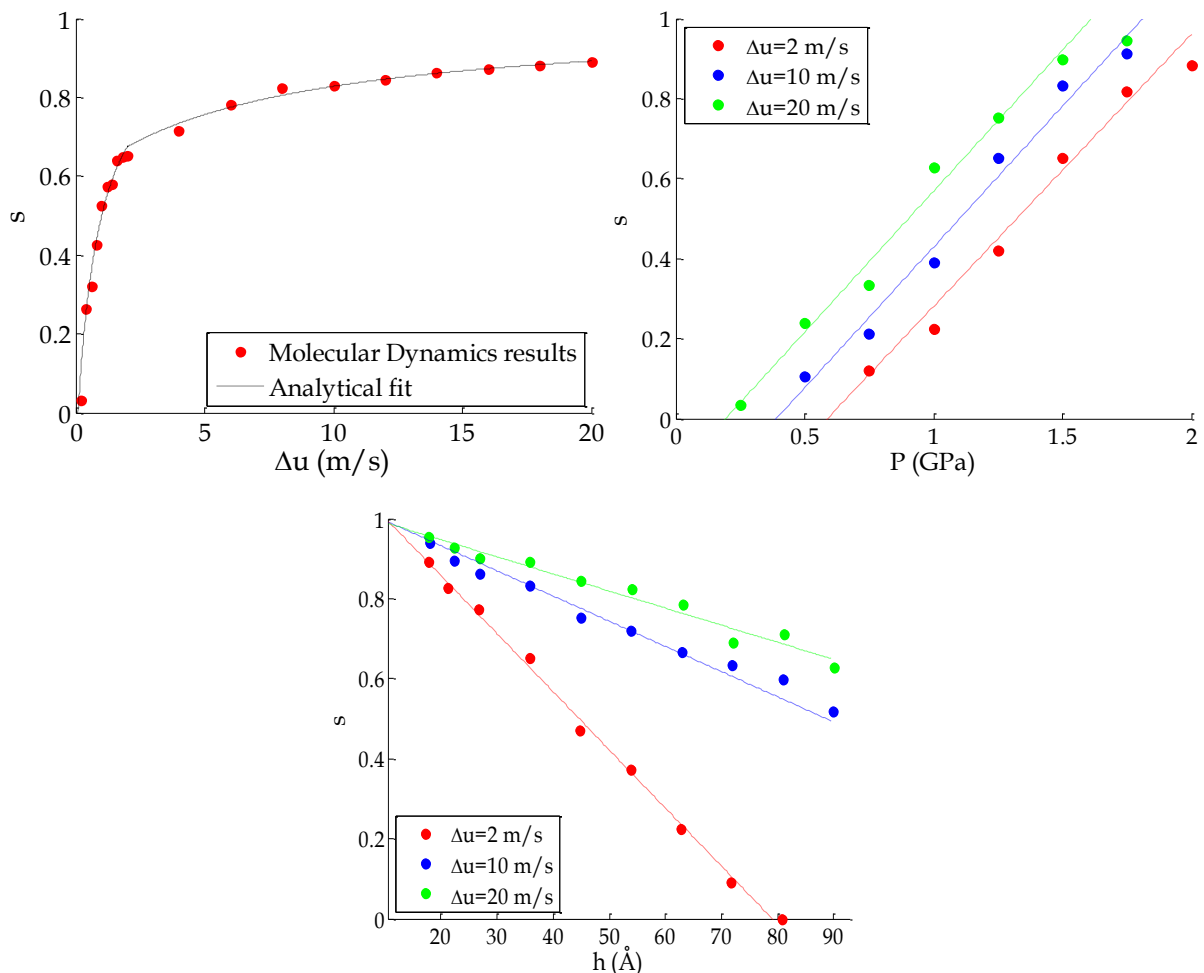 1
0.8
0.6
0.4
0.2
0
s
0
5
10
15
20
Δu (m/s)
Molecular Dynamics results
Analytical fit
1
0.8
0.6
0.4
0.2
0
s
0
0.5
1
1.5
2
P (GPa)
Δu=2 m/s
Δu=10 m/s
Δu=20 m/s
1
0.8
0.6
0.4
0.2
0
s
20
30
40
50
60
70
80
90
h (Å)
Δu=2 m/s
Δu=10 m/s
Δu=20 m/s